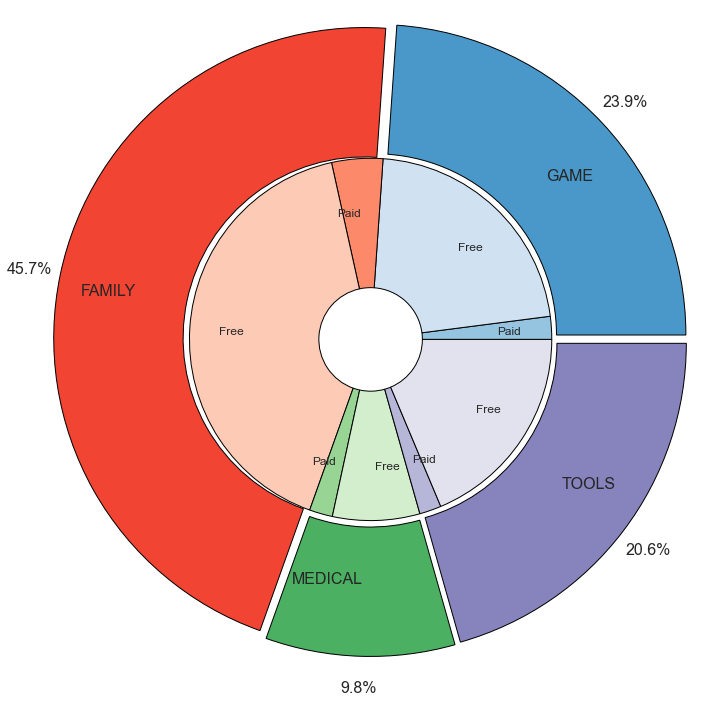 23.9%
GAME
Paid
Free
45.7%
FAMILY
Free
Paid
Free
Paid
Free
Paid
TOOLS
20.6%
MEDICAL
9.8%